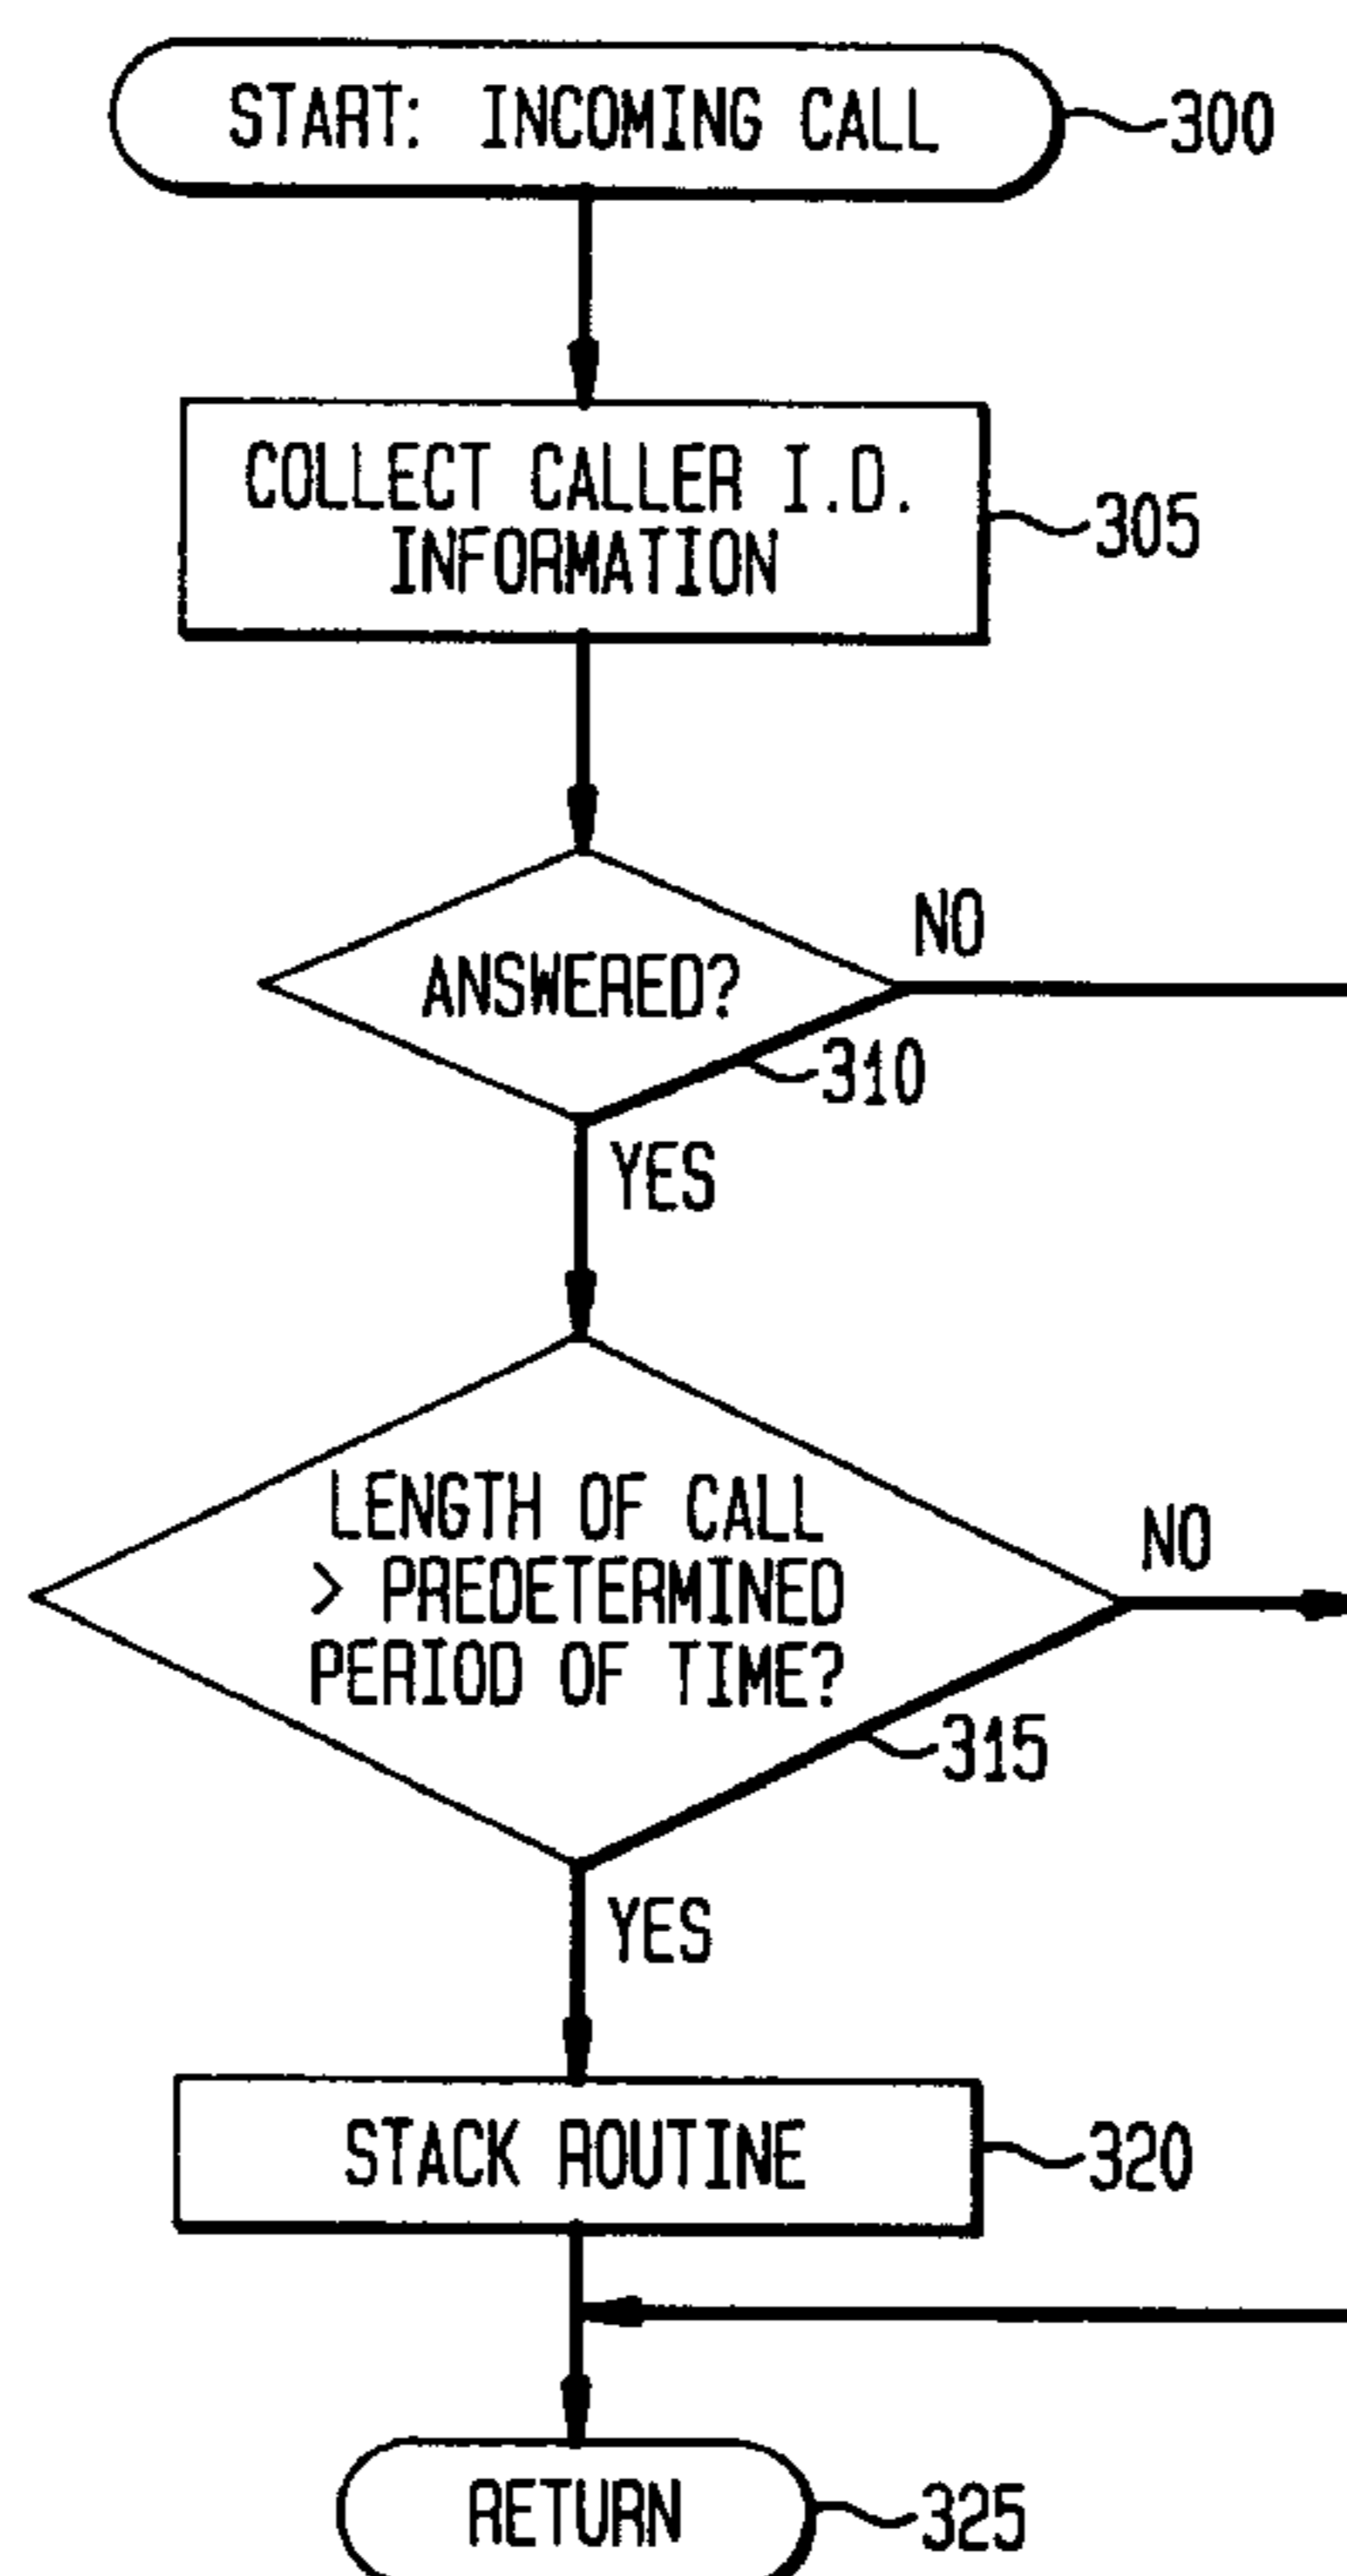 START: INCOMING CALL
300
COLLECT CALLER I.D.
INFORMATION
305
ANSWERED?
NO
310
YES
LENGTH OF CALL
> PREDETERMINED
PERIOD OF TIME?
NO
315
YES
STACK ROUTINE
320
RETURN
325